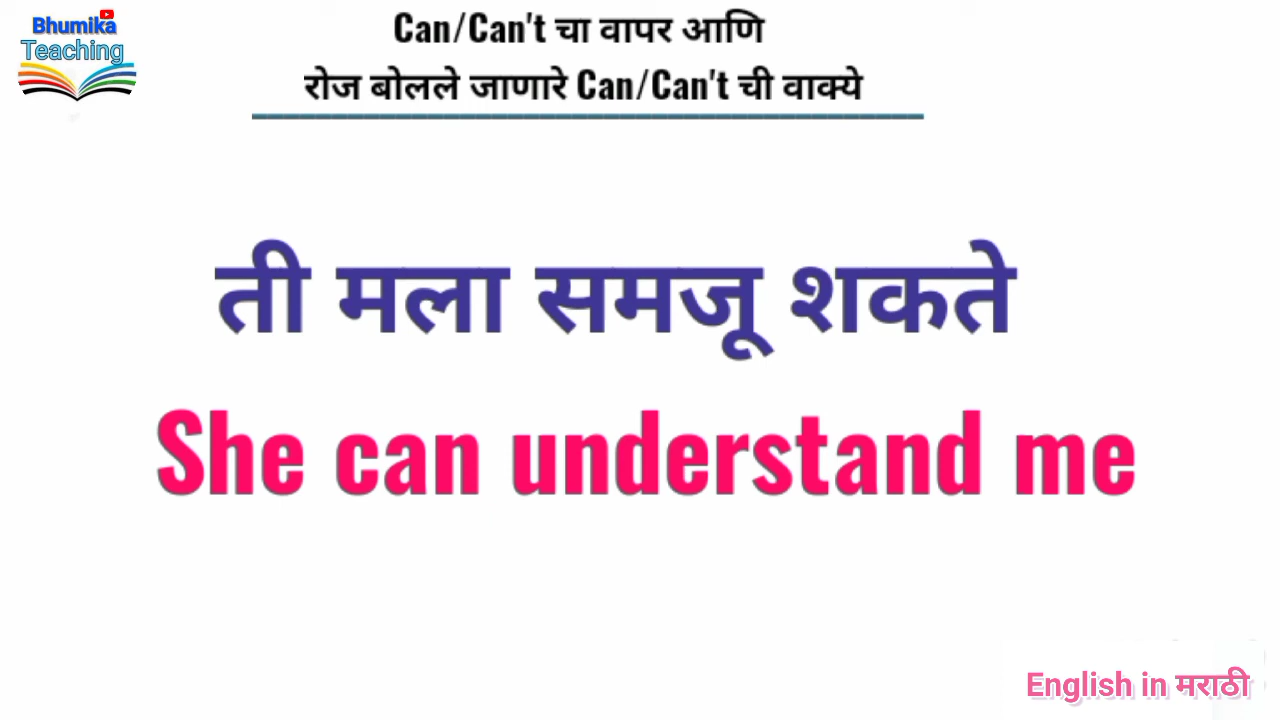 Bhumika
Teaching
Can/Can't चा वापर आणि
रोज बोलले जाणारे Can/Can't ची वाक्ये
ती मला समजू शकते
She can understand me
English in मराठी